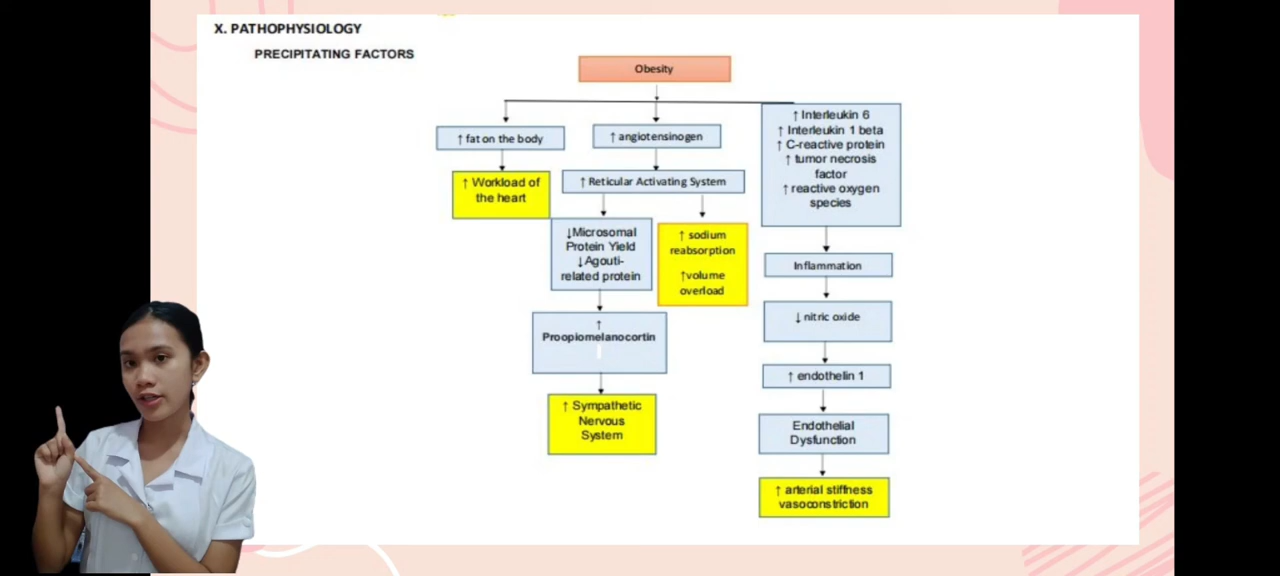 X. PATHOPHYSIOLOGY
PRECIPITATING FACTORS
Obesity
↑ fat on the body
↑ Workload of
the heart
↑ angiotensinogen
↑ Reticular Activating System
↓Microsomal
Protein Yield
↓Agouti-
related protein
↑
Proopiomelanocortin
↑ Sympathetic
Nervous
System
↑ sodium
reabsorption
↑volume
overload
↑ Interleukin 6
↑ Interleukin 1 beta
↑ C-reactive protein
↑ tumor necrosis
factor
↑ reactive oxygen
species
Inflammation
↓ nitric oxide
↑ endothelin 1
Endothelial
Dysfunction
↑ arterial stiffness
vasoconstriction